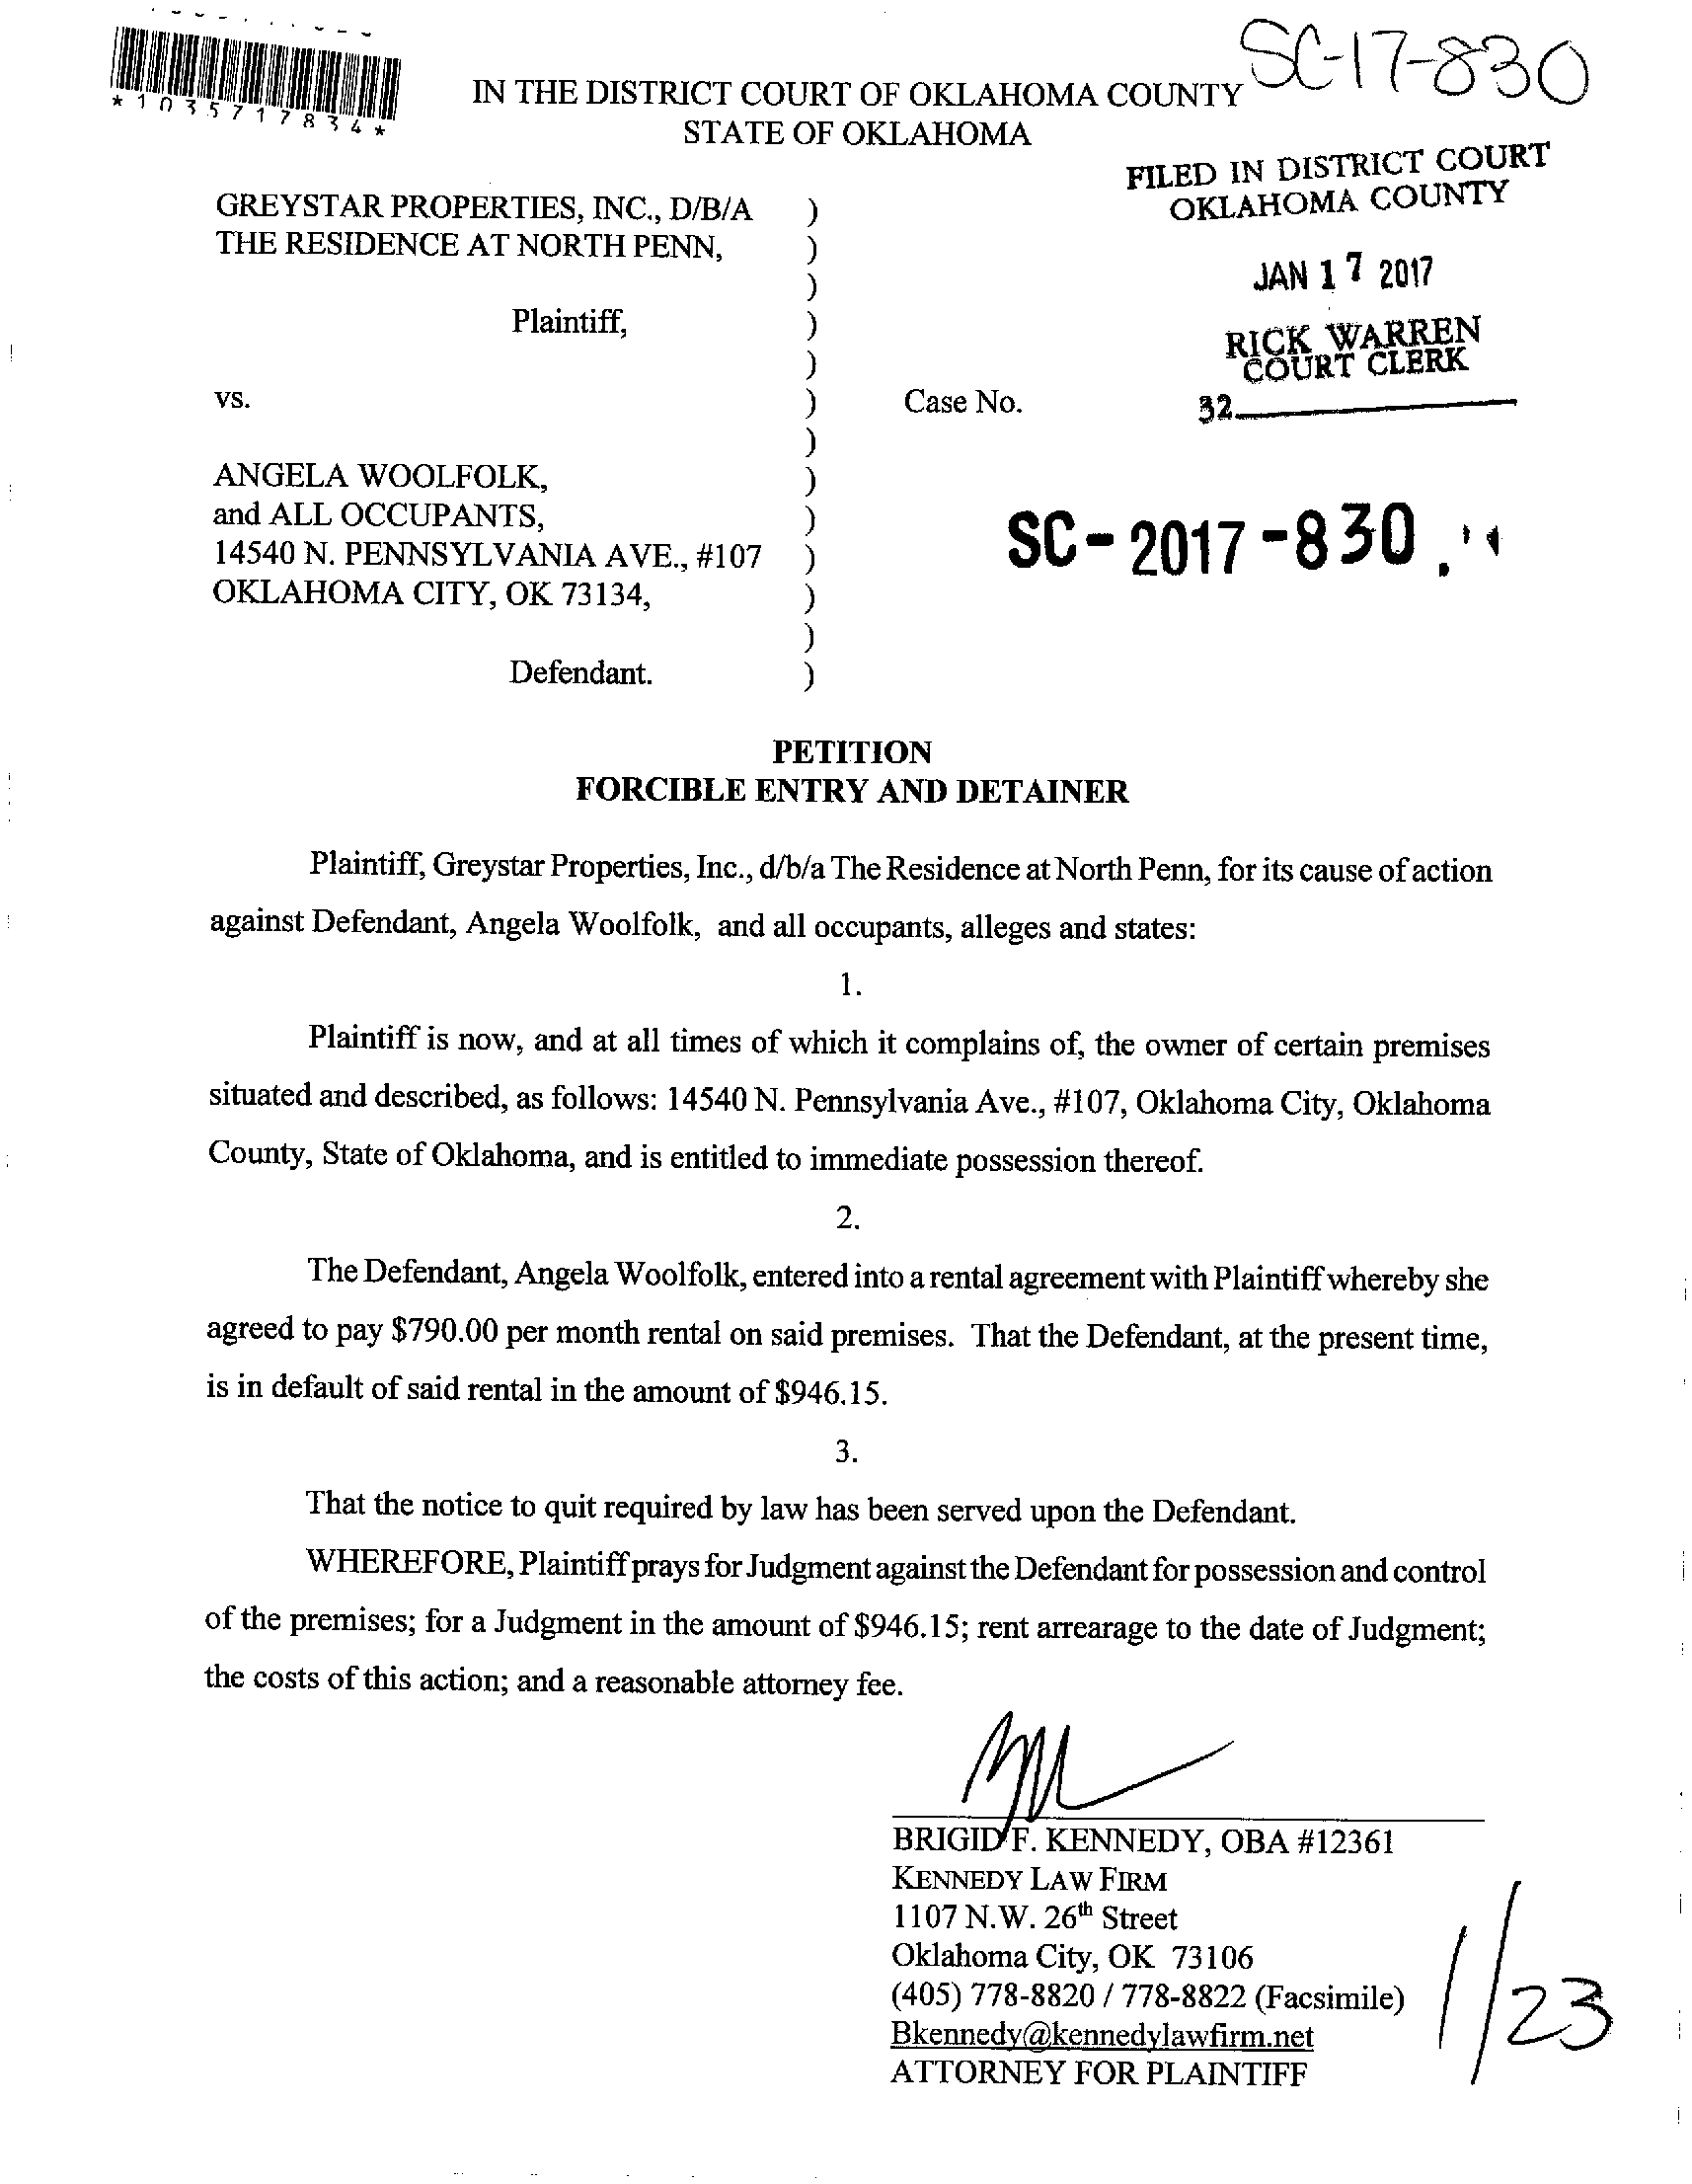 SC-17-830
*1035717834*
IN THE DISTRICT COURT OF OKLAHOMA COUNTY
STATE OF OKLAHOMA
FILED IN DISTRICT COURT
OKLAHOMA COUNTY
JAN 17 2017
RICK WARREN
COURT CLERK
32
GREYSTAR PROPERTIES, INC., D/B/A )
THE RESIDENCE AT NORTH PENN, )
)
Plaintiff, )
)
vs. ) Case No.
)
ANGELA WOOLFOLK, )
and ALL OCCUPANTS, )
14540 N. PENNSYLVANIA AVE., #107 )
OKLAHOMA CITY, OK 73134, )
)
Defendant. )
SC-2017-830
PETITION
FORCIBLE ENTRY AND DETAINER
Plaintiff, Greystar Properties, Inc., d/b/a The Residence at North Penn, for its cause of action
against Defendant, Angela Woolfolk, and all occupants, alleges and states:
1.
Plaintiff is now, and at all times of which it complains of, the owner of certain premises
situated and described, as follows: 14540 N. Pennsylvania Ave., #107, Oklahoma City, Oklahoma
County, State of Oklahoma, and is entitled to immediate possession thereof.
2.
The Defendant, Angela Woolfolk, entered into a rental agreement with Plaintiff whereby she
agreed to pay $790.00 per month rental on said premises. That the Defendant, at the present time,
is in default of said rental in the amount of $946.15.
3.
That the notice to quit required by law has been served upon the Defendant.
WHEREFORE, Plaintiff prays for Judgment against the Defendant for possession and control
of the premises; for a Judgment in the amount of $946.15; rent arrearage to the date of Judgment;
the costs of this action; and a reasonable attorney fee.
BRIGID F. KENNEDY, OBA #12361
KENNEDY LAW FIRM
1107 N.W. 26th Street
Oklahoma City, OK 73106
(405) 778-8820 / 778-8822 (Facsimile)
Bkennedy@kennedylawfirm.net
ATTORNEY FOR PLAINTIFF
1/23